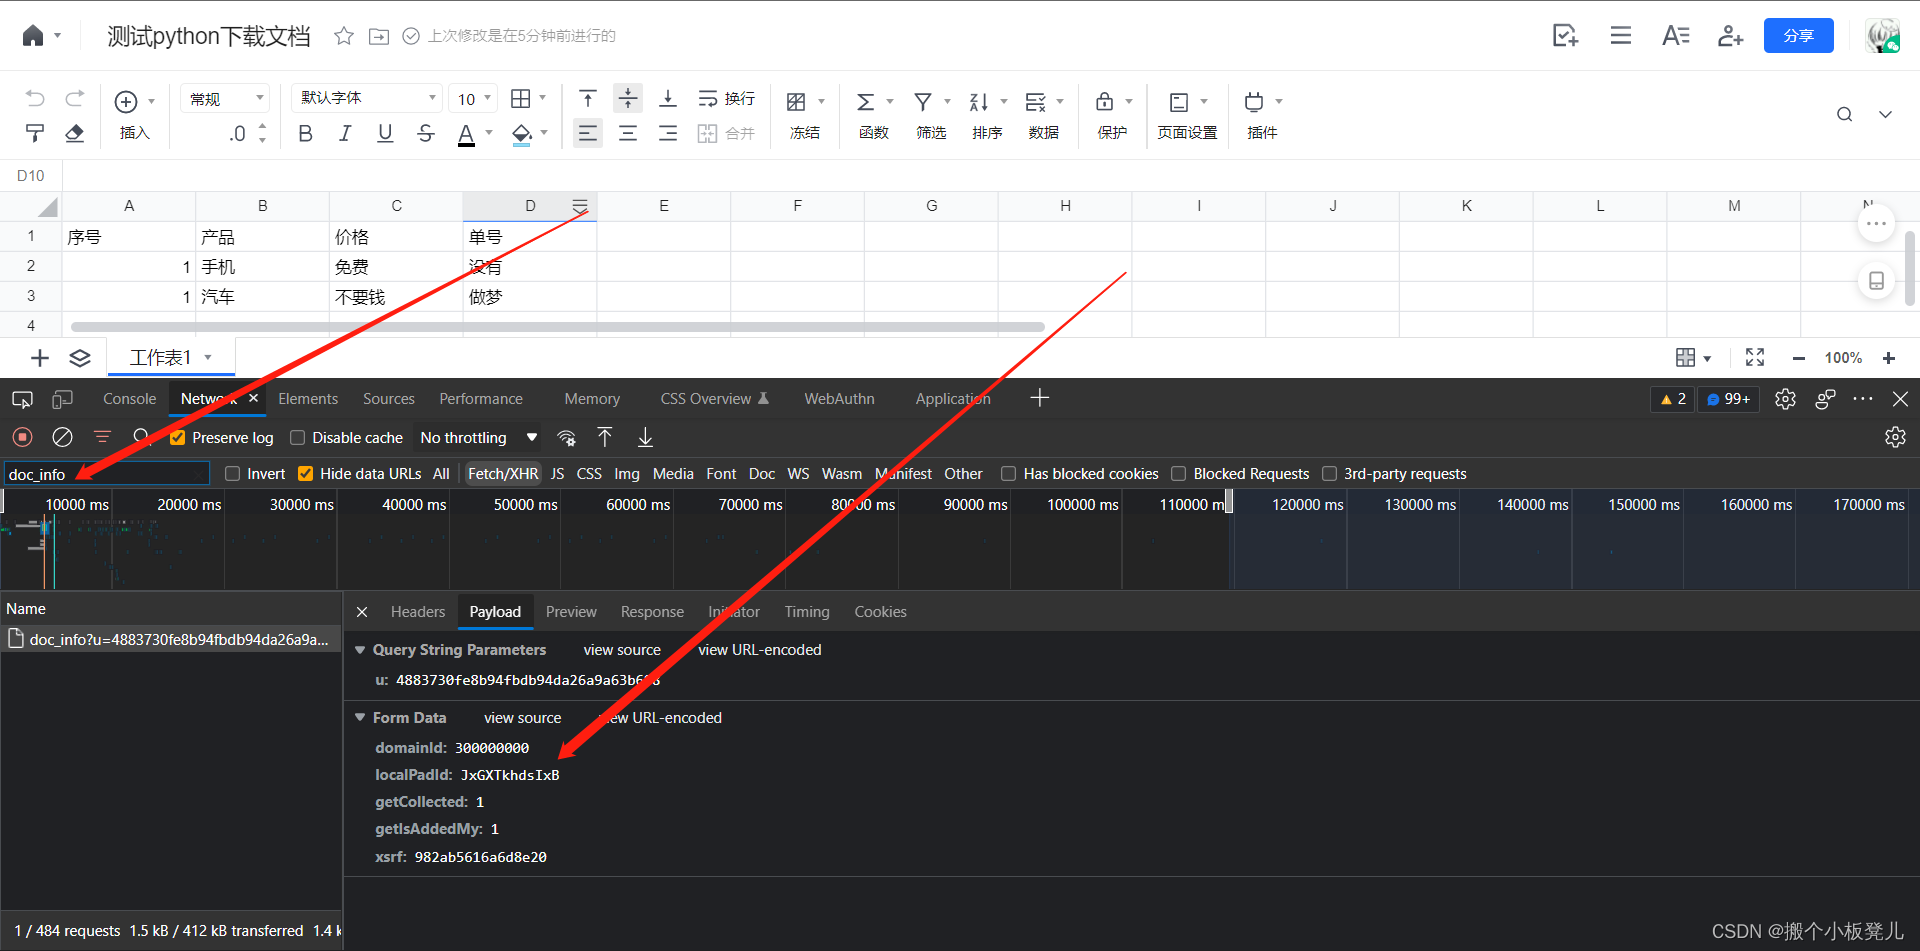 测试python下载文档 上次修改是在5分钟前进行的 分享
常规 默认字体 10 换行
插入 .0 B I U S A 合并 冻结 函数 筛选 排序 数据 保护 页面设置 插件
D10
A B C D E F G H I J K L M N
1 序号 产品 价格 单号
2 1 手机 免费 没有
3 1 汽车 不要钱 做梦
4
工作表1 100%
Console Network Elements Sources Performance Memory CSS Overview WebAuthn Application 2 99+
Preserve log Disable cache No throttling
doc_info Invert Hide data URLs All Fetch/XHR JS CSS Img Media Font Doc WS Wasm Manifest Other Has blocked cookies Blocked Requests 3rd-party requests
10000 ms 20000 ms 30000 ms 40000 ms 50000 ms 60000 ms 70000 ms 80000 ms 90000 ms 100000 ms 110000 m 120000 ms 130000 ms 140000 ms 150000 ms 160000 ms 170000 ms
Name
doc_info?u=4883730fe8b94fbdb94da26a9a...
Headers Payload Preview Response Initiator Timing Cookies
Query String Parameters view source view URL-encoded
u:
Form Data view source view URL-encoded
domainId: 300000000
localPadId: JxGXTkhdsIxB
getCollected: 1
getIsAddedMy: 1
xsrf: 982ab5616a6d8e20
1 / 484 requests 1.5 kB / 412 kB transferred 1.4 k
CSDN @搬个小板凳儿